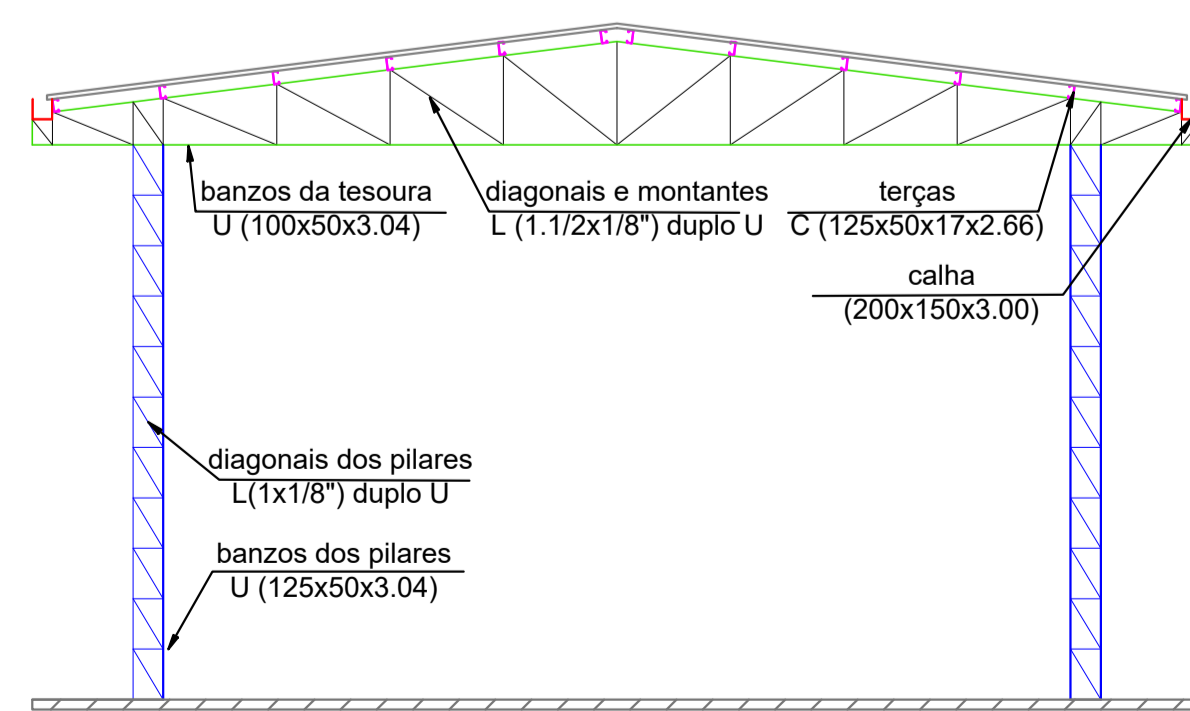 banzos da tesoura
U (100x50x3.04)
diagonais e montantes
L (1.1/2x1/8") duplo U
terças
C (125x50x17x2.66)
calha
(200x150x3.00)
diagonais dos pilares
L(1x1/8") duplo U
banzos dos pilares
U (125x50x3.04)